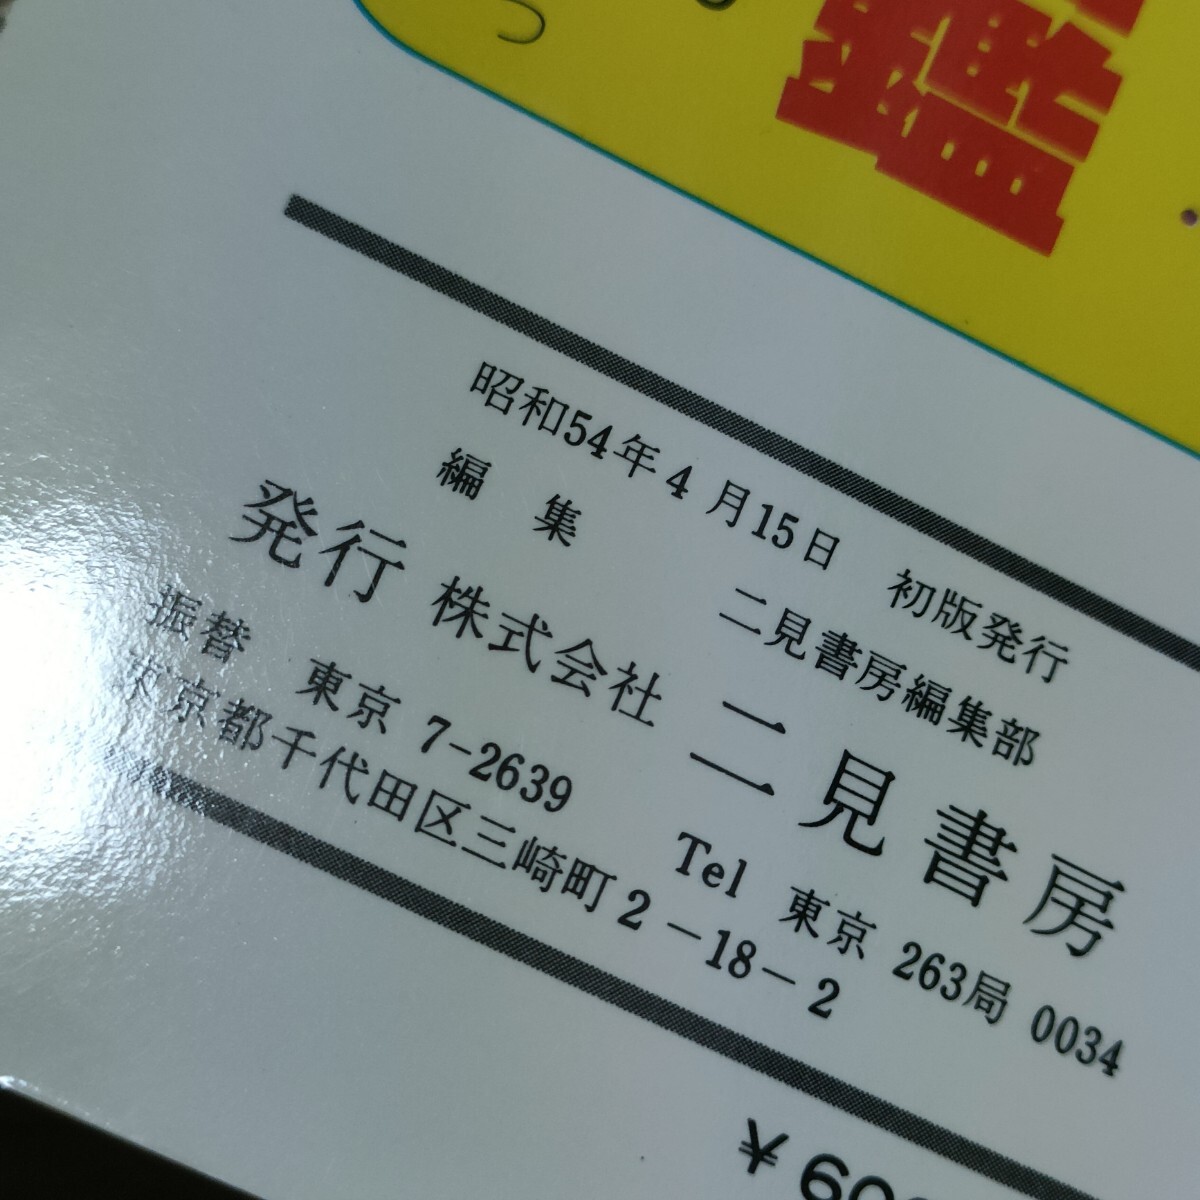 つ
鑑
昭和54年4月15日 初版発行
編 集 二見書房編集部
発行 株式会社 二見書房
振替 東京 7-2639 Tel 東京 263局 0034
東京都千代田区三崎町2-18-2